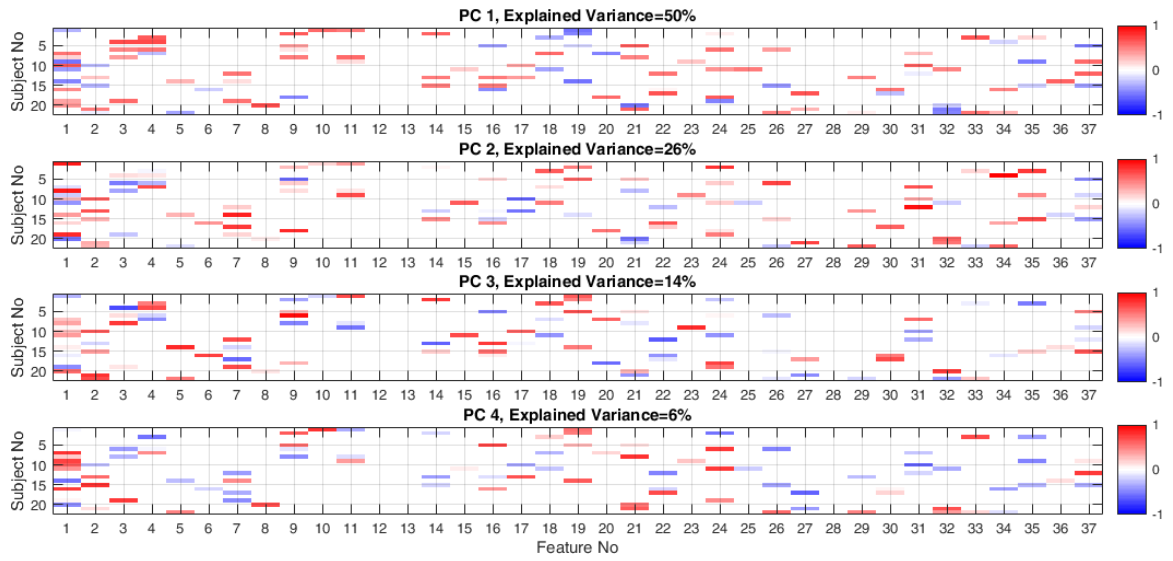 PC 1, Explained Variance=50%
Subject No
5
10
15
20
1 2 3 4 5 6 7 8 9 10 11 12 13 14 15 16 17 18 19 20 21 22 23 24 25 26 27 28 29 30 31 32 33 34 35 36 37
1
0
-1
PC 2, Explained Variance=26%
Subject No
5
10
15
20
1 2 3 4 5 6 7 8 9 10 11 12 13 14 15 16 17 18 19 20 21 22 23 24 25 26 27 28 29 30 31 32 33 34 35 36 37
1
0
-1
PC 3, Explained Variance=14%
Subject No
5
10
15
20
1 2 3 4 5 6 7 8 9 10 11 12 13 14 15 16 17 18 19 20 21 22 23 24 25 26 27 28 29 30 31 32 33 34 35 36 37
1
0
-1
PC 4, Explained Variance=6%
Subject No
5
10
15
20
1 2 3 4 5 6 7 8 9 10 11 12 13 14 15 16 17 18 19 20 21 22 23 24 25 26 27 28 29 30 31 32 33 34 35 36 37
1
0
-1
Feature No